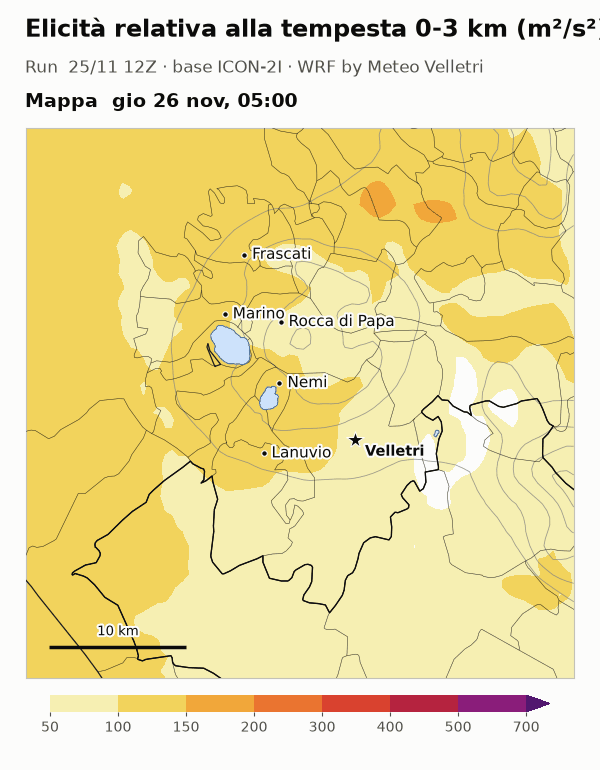 Elicità relativa alla tempesta 0-3 km (m²/s²)
Run 25/11 12Z · base ICON-2I · WRF by Meteo Velletri
Mappa gio 26 nov, 05:00
Frascati
Marino
Rocca di Papa
Nemi
Velletri
Lanuvio
10 km
50 100 150 200 300 400 500 700